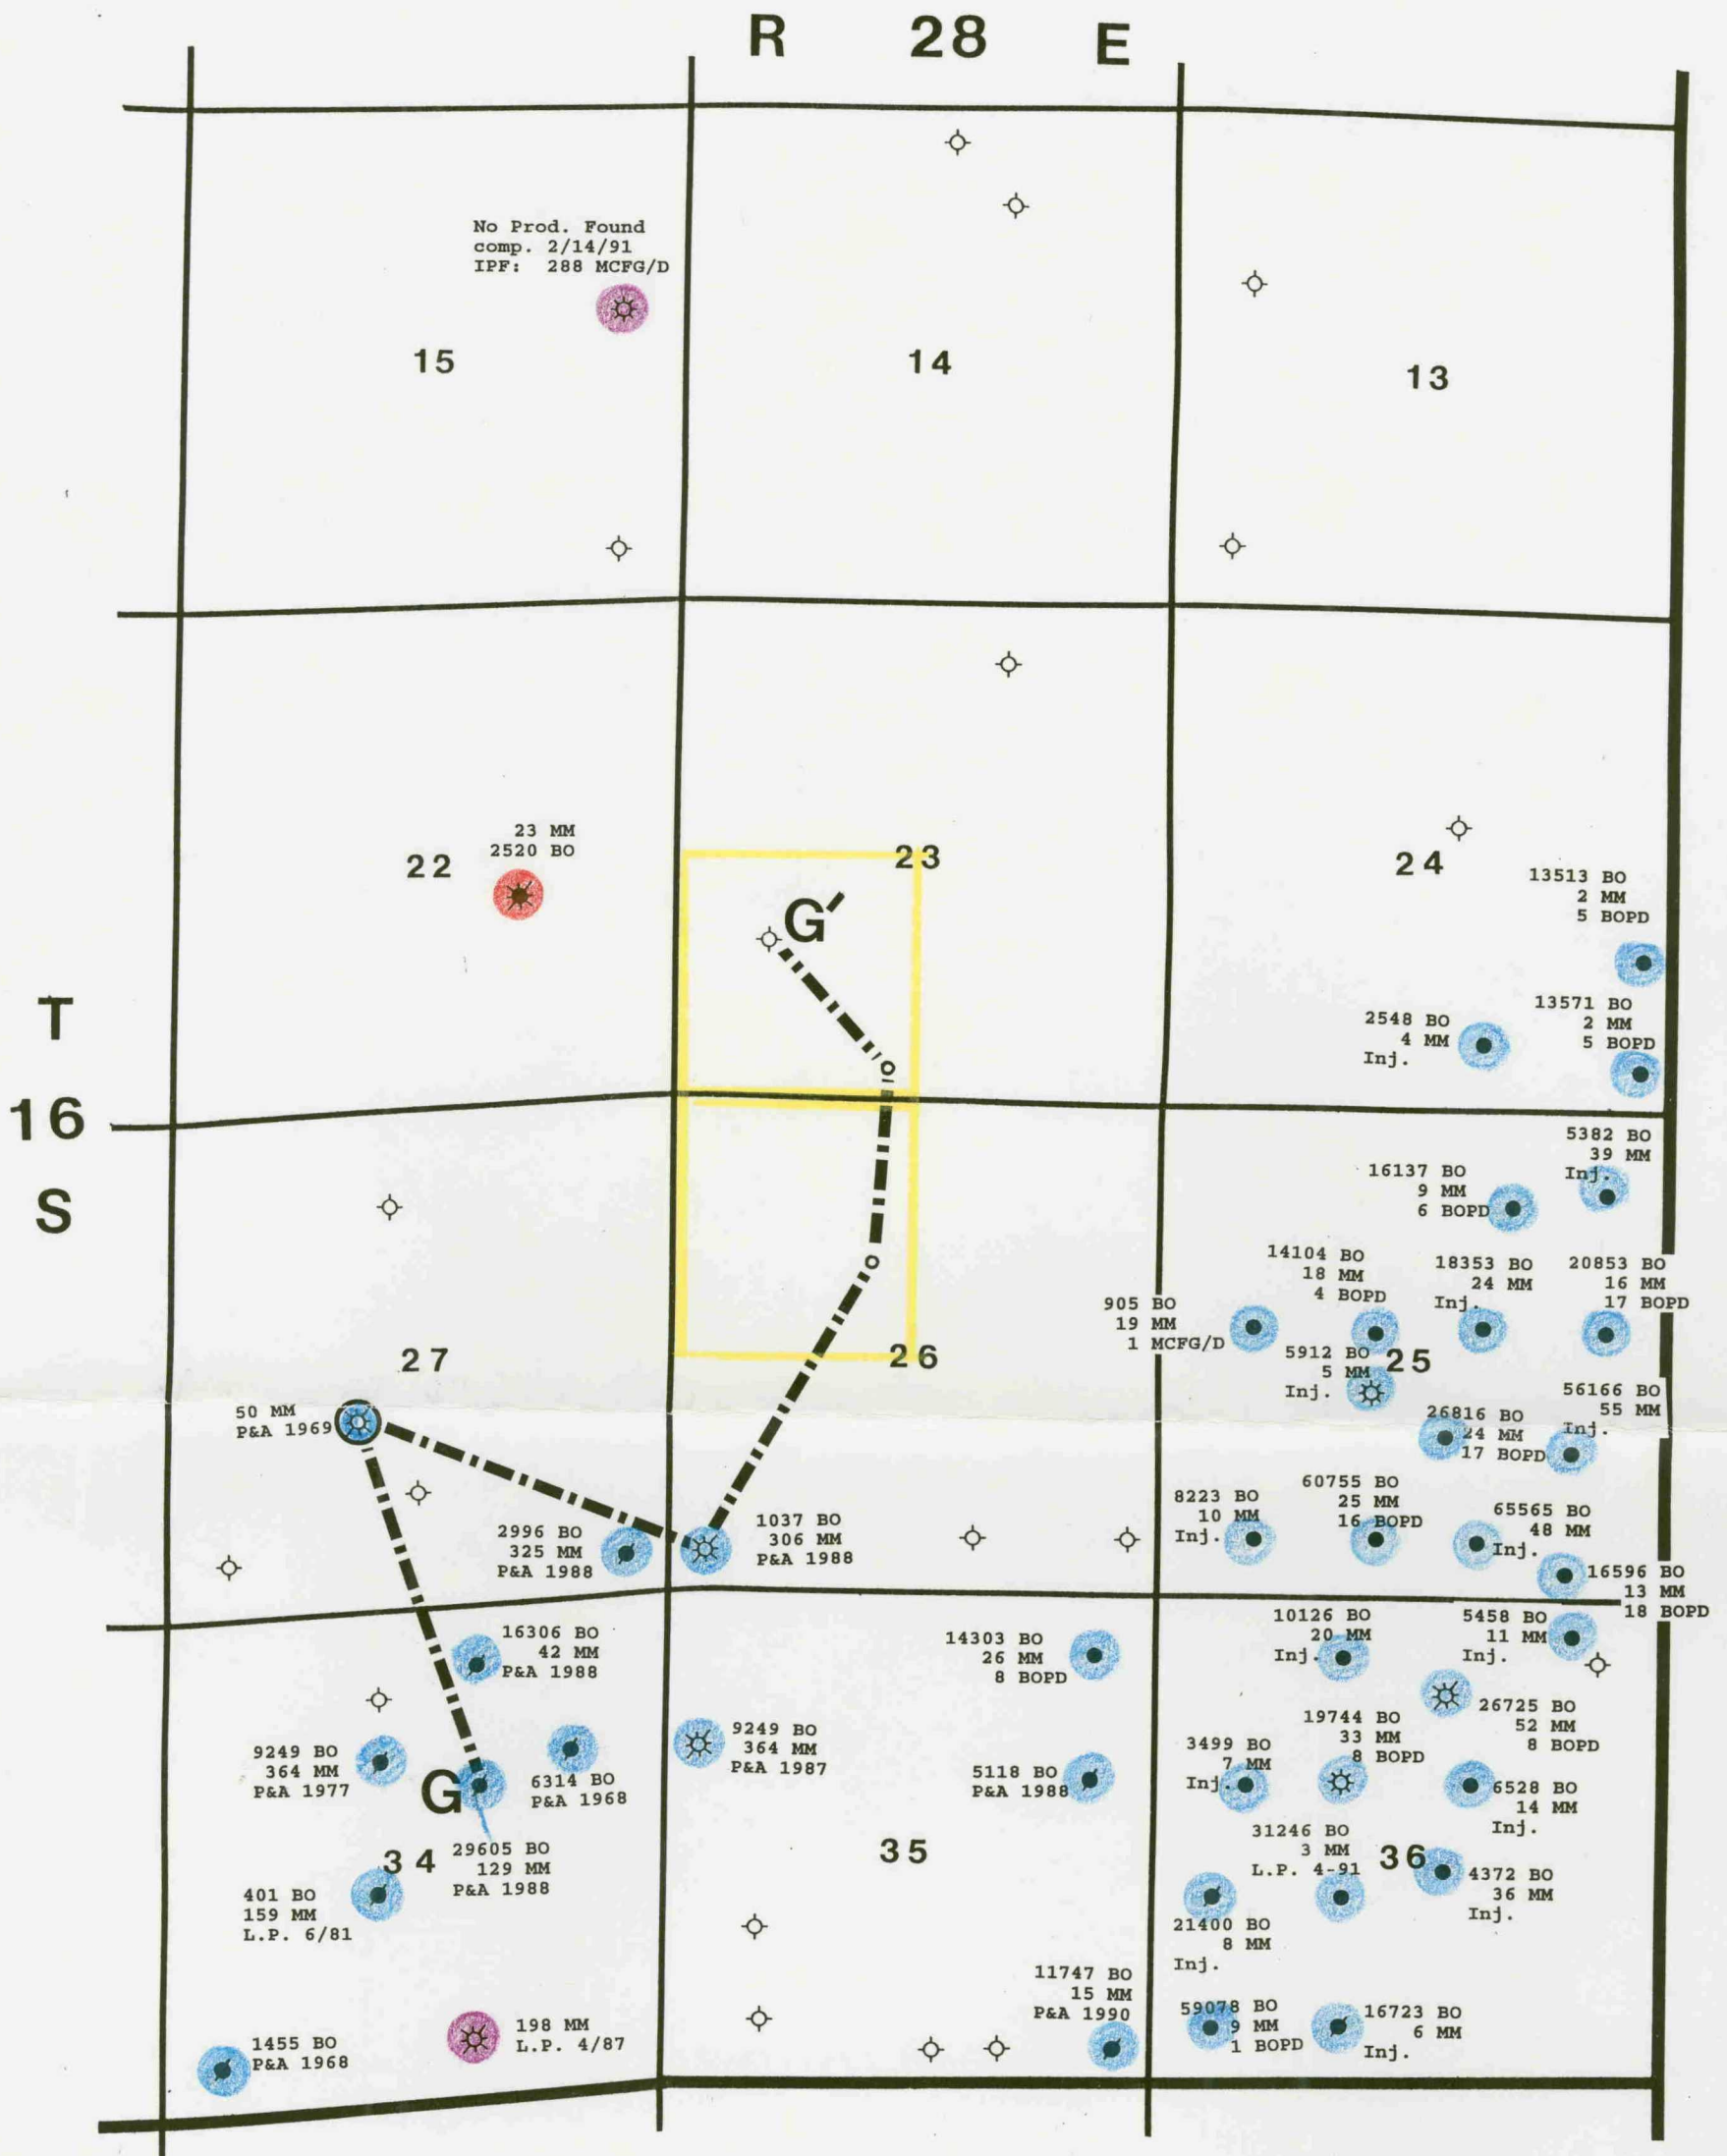 R 28 E
No Prod. Found
comp. 2/14/91
IPF: 288 MCFG/D
15
14
13
23 MM
2520 BO
22
23
24
G'
13513 BO
2 MM
5 BOPD
T
16
S
2548 BO
4 MM
Inj.
13571 BO
2 MM
5 BOPD
5382 BO
39 MM
Inj.
16137 BO
9 MM
6 BOPD
14104 BO
18 MM
4 BOPD
18353 BO
24 MM
Inj.
20853 BO
16 MM
17 BOPD
905 BO
19 MM
1 MCFG/D
5912 BO
5 MM
Inj.
27
26
25
50 MM
P&A 1969
26816 BO
24 MM
17 BOPD
56166 BO
55 MM
Inj.
2996 BO
325 MM
P&A 1988
1037 BO
306 MM
P&A 1988
8223 BO
10 MM
Inj.
60755 BO
25 MM
16 BOPD
65565 BO
48 MM
Inj.
16596 BO
13 MM
18 BOPD
16306 BO
42 MM
P&A 1988
14303 BO
26 MM
8 BOPD
10126 BO
20 MM
Inj.
5458 BO
11 MM
Inj.
9249 BO
364 MM
P&A 1977
G
6314 BO
P&A 1968
9249 BO
364 MM
P&A 1987
5118 BO
P&A 1988
3499 BO
7 MM
Inj.
19744 BO
33 MM
8 BOPD
26725 BO
52 MM
8 BOPD
6528 BO
14 MM
Inj.
34
29605 BO
129 MM
P&A 1988
35
31246 BO
3 MM
L.P. 4-91
36
4372 BO
36 MM
Inj.
401 BO
159 MM
L.P. 6/81
21400 BO
8 MM
Inj.
11747 BO
15 MM
P&A 1990
59078 BO
9 MM
1 BOPD
16723 BO
6 MM
Inj.
1455 BO
P&A 1968
198 MM
L.P. 4/87